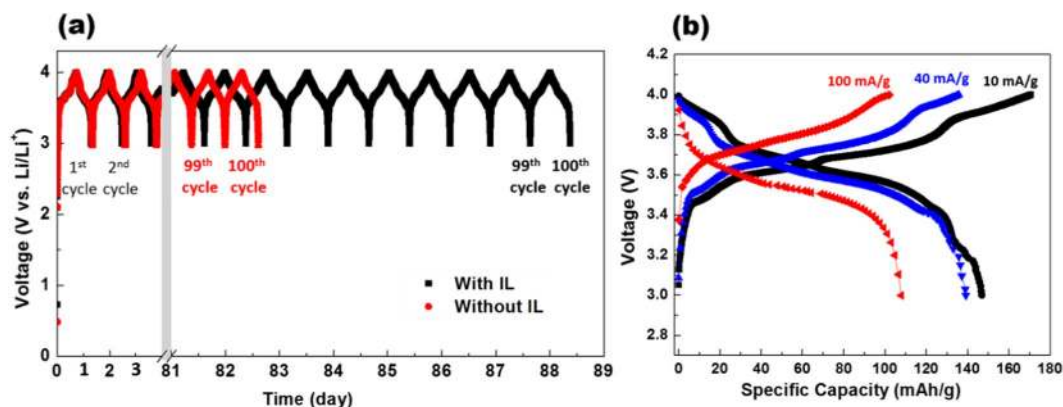 (a)
4
3
2
1
0
Voltage (V vs. Li/Li⁺)
1st cycle
2nd cycle
99th cycle
100th cycle
99th cycle
100th cycle
With IL
Without IL
0 1 2 3 81 82 83 84 85 86 87 88 89
Time (day)
(b)
4.2
4.0
3.8
3.6
3.4
3.2
3.0
2.8
Voltage (V)
100 mA/g
40 mA/g
10 mA/g
0 20 40 60 80 100 120 140 160 180
Specific Capacity (mAh/g)